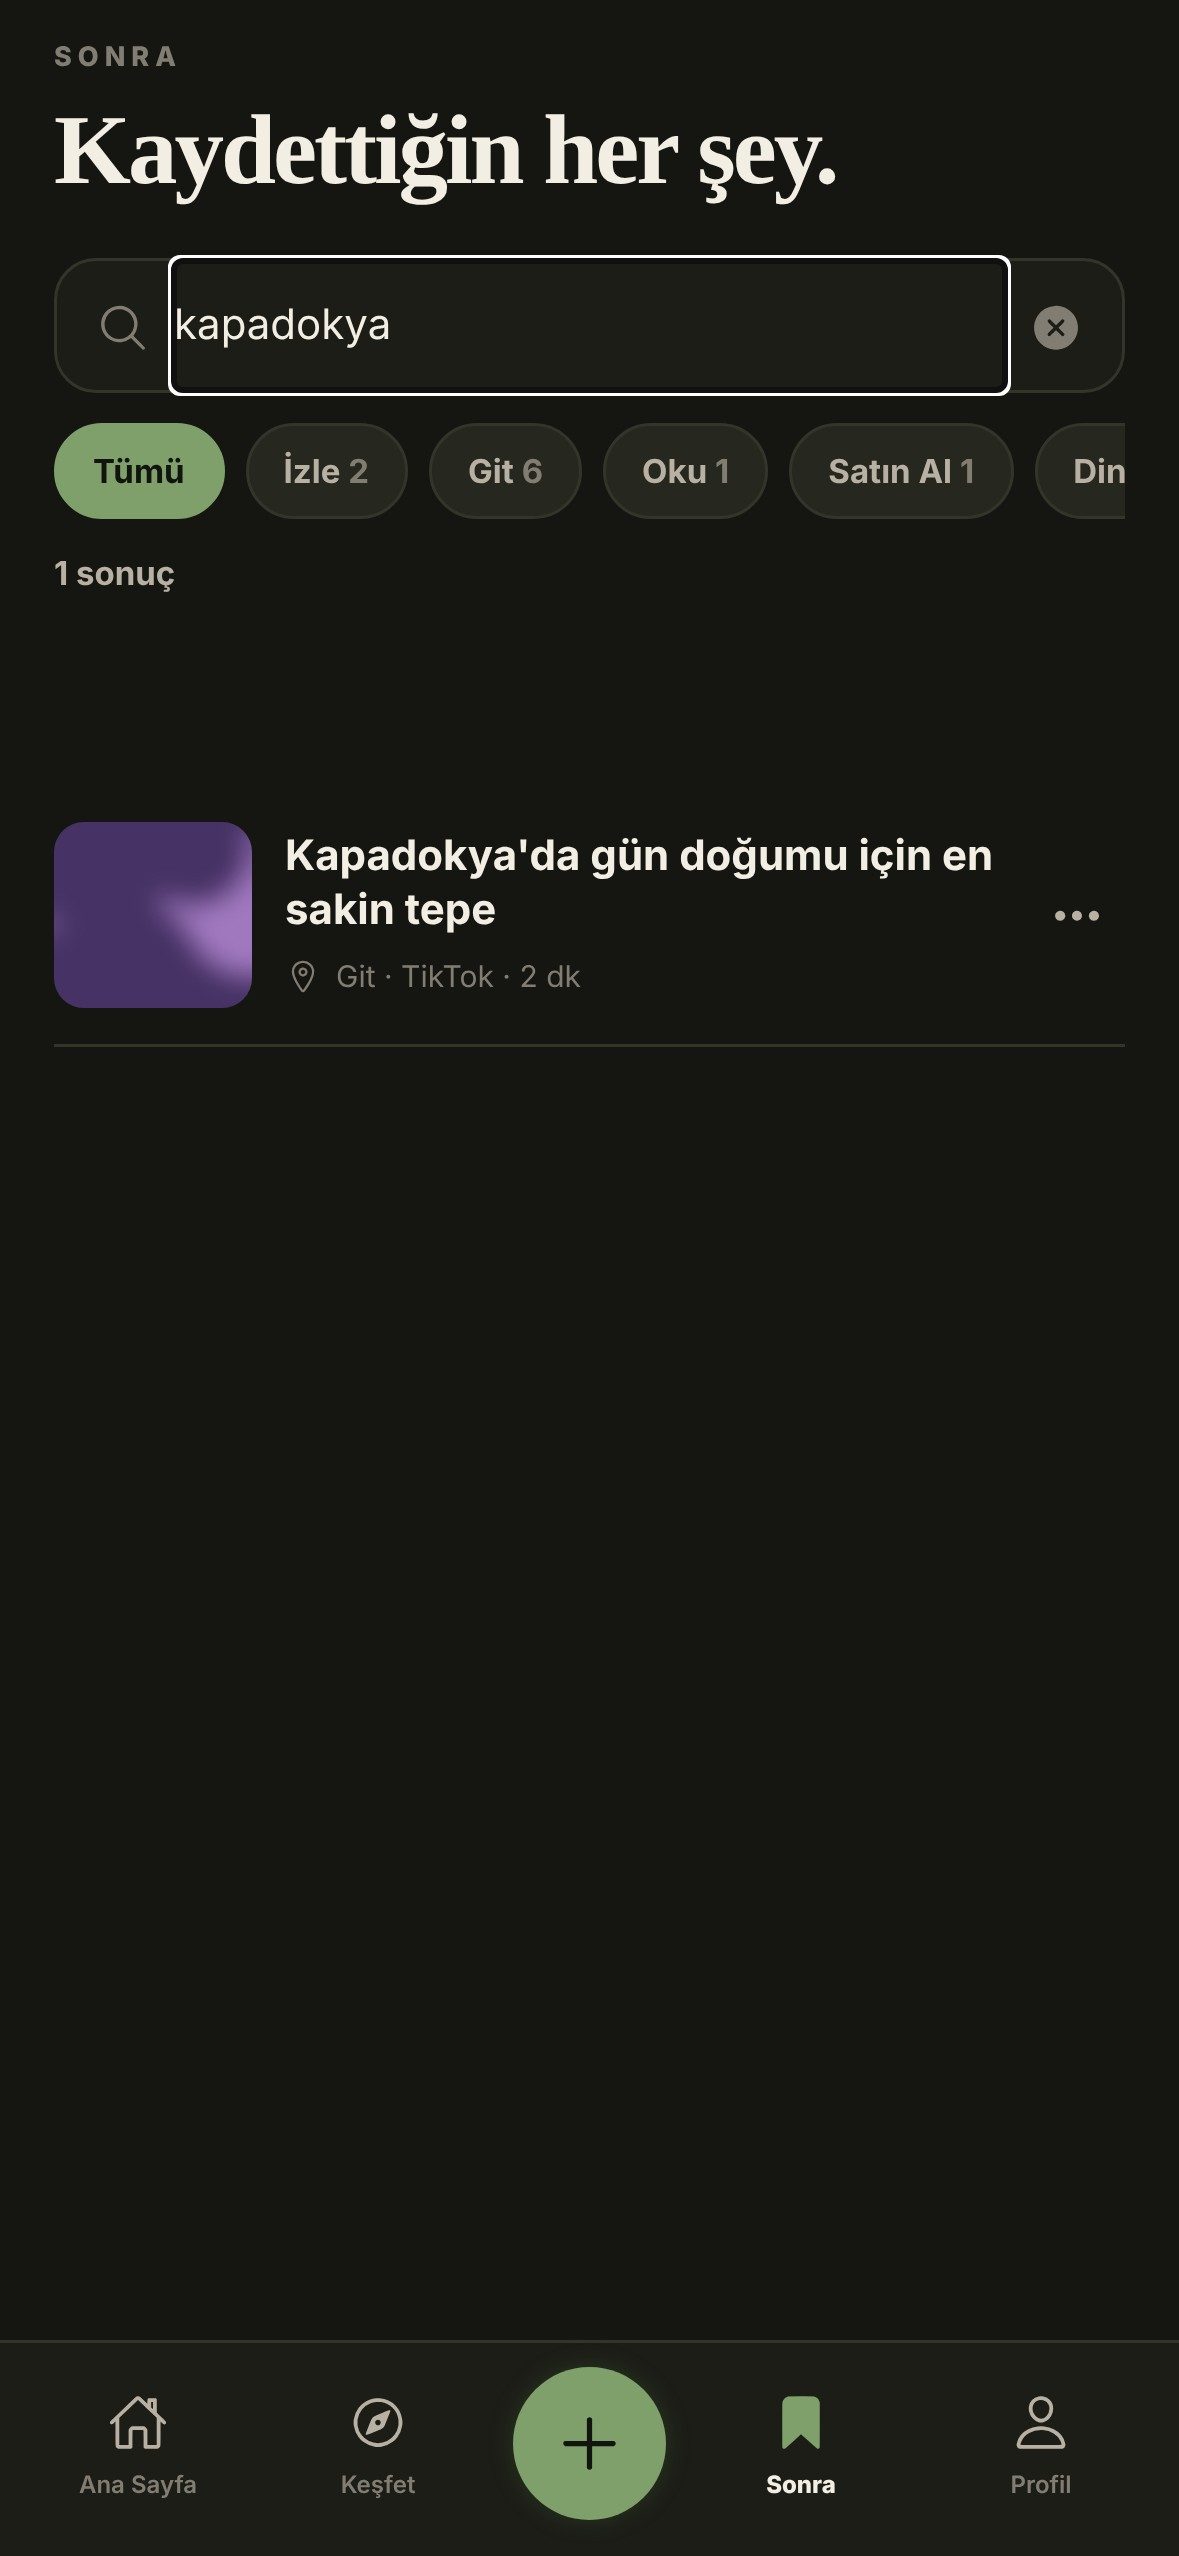 SONRA
Kaydettiğin her şey.
kapadokya
Tümü İzle 2 Git 6 Oku 1 Satın Al 1 Din
1 sonuç
Kapadokya'da gün doğumu için en
sakin tepe
Git · TikTok · 2 dk
Ana Sayfa Keşfet Sonra Profil